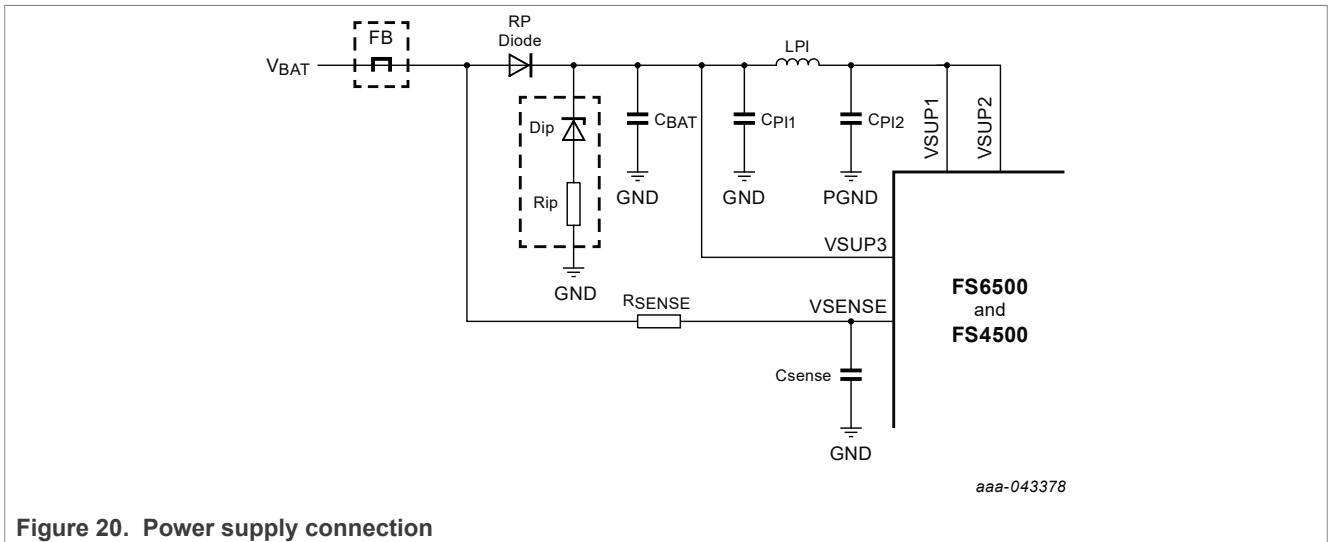 FB
RP
Diode
LPI
VBAT
Dip
CBAT
CPI1
CPI2
VSUP1
VSUP2
Rip
GND
GND
PGND
VSUP3
GND
RSENSE
VSENSE
FS6500
and
FS4500
Csense
GND
aaa-043378
Figure 20. Power supply connection